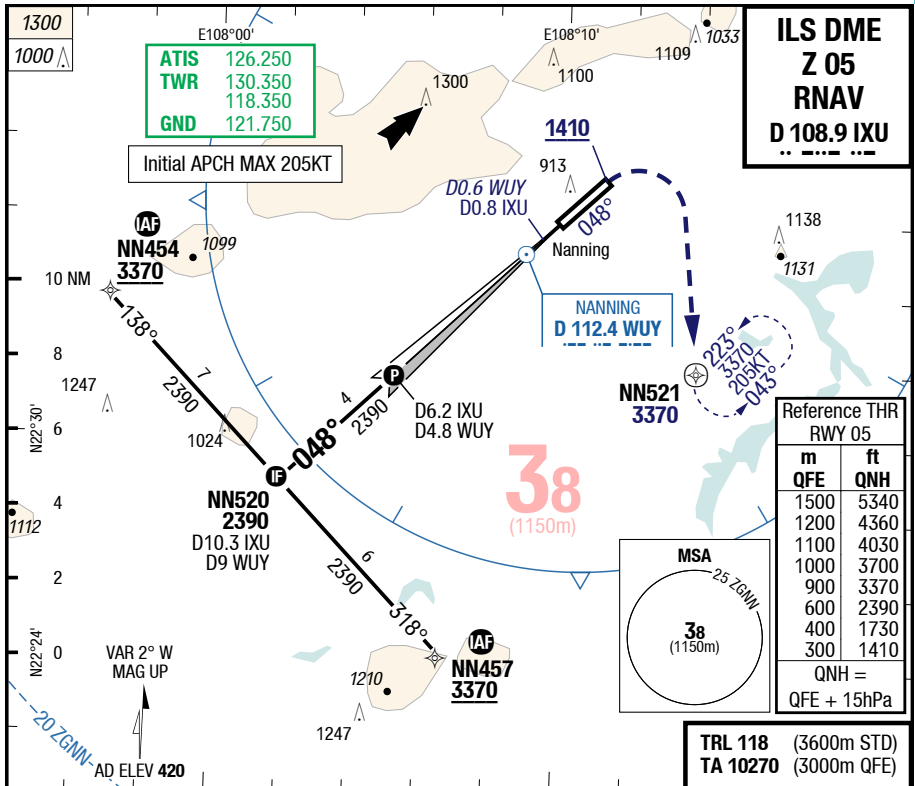 1300
1000
E108°00'
E108°10'
ATIS 126.250
TWR 130.350
118.350
GND 121.750
Initial APCH MAX 205KT
1300
1100
1109
1033
ILS DME
Z 05
RNAV
D 108.9 IXU
1410
913
D0.6 WUY
D0.8 IXU
048°
Nanning
IAF
NN454
3370
1099
1138
1131
10 NM
138°
NANNING
D 112.4 WUY
8
7
2390
1247
P
4
2390
D6.2 IXU
D4.8 WUY
223°
3370
205KT
043°
NN521
3370
N22°30'
6
1024
048°
IF
NN520
2390
D10.3 IXU
D9 WUY
38
(1150m)
Reference THR
RWY 05
m ft
QFE QNH
1500 5340
1200 4360
1100 4030
1000 3700
900 3370
600 2390
400 1730
300 1410
QNH =
QFE + 15hPa
4
1112
6
2390
318°
2
MSA
25 ZGNN
38
(1150m)
N22°24'
0
VAR 2° W
MAG UP
IAF
NN457
3370
1210
1247
20 ZGNN
AD ELEV 420
TRL 118 (3600m STD)
TA 10270 (3000m QFE)